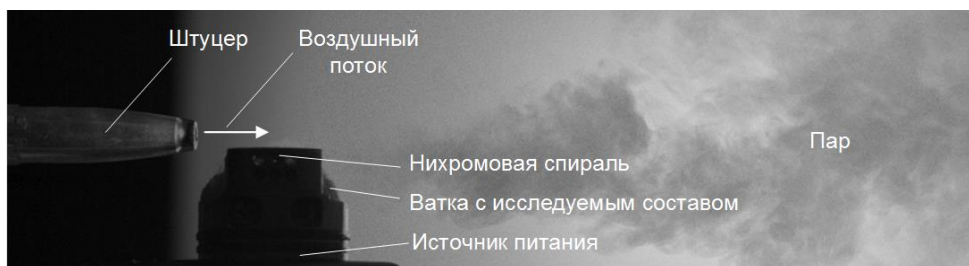 Штуцер
Воздушный
поток
Пар
Нихромовая спираль
Ватка с исследуемым составом
Источник питания